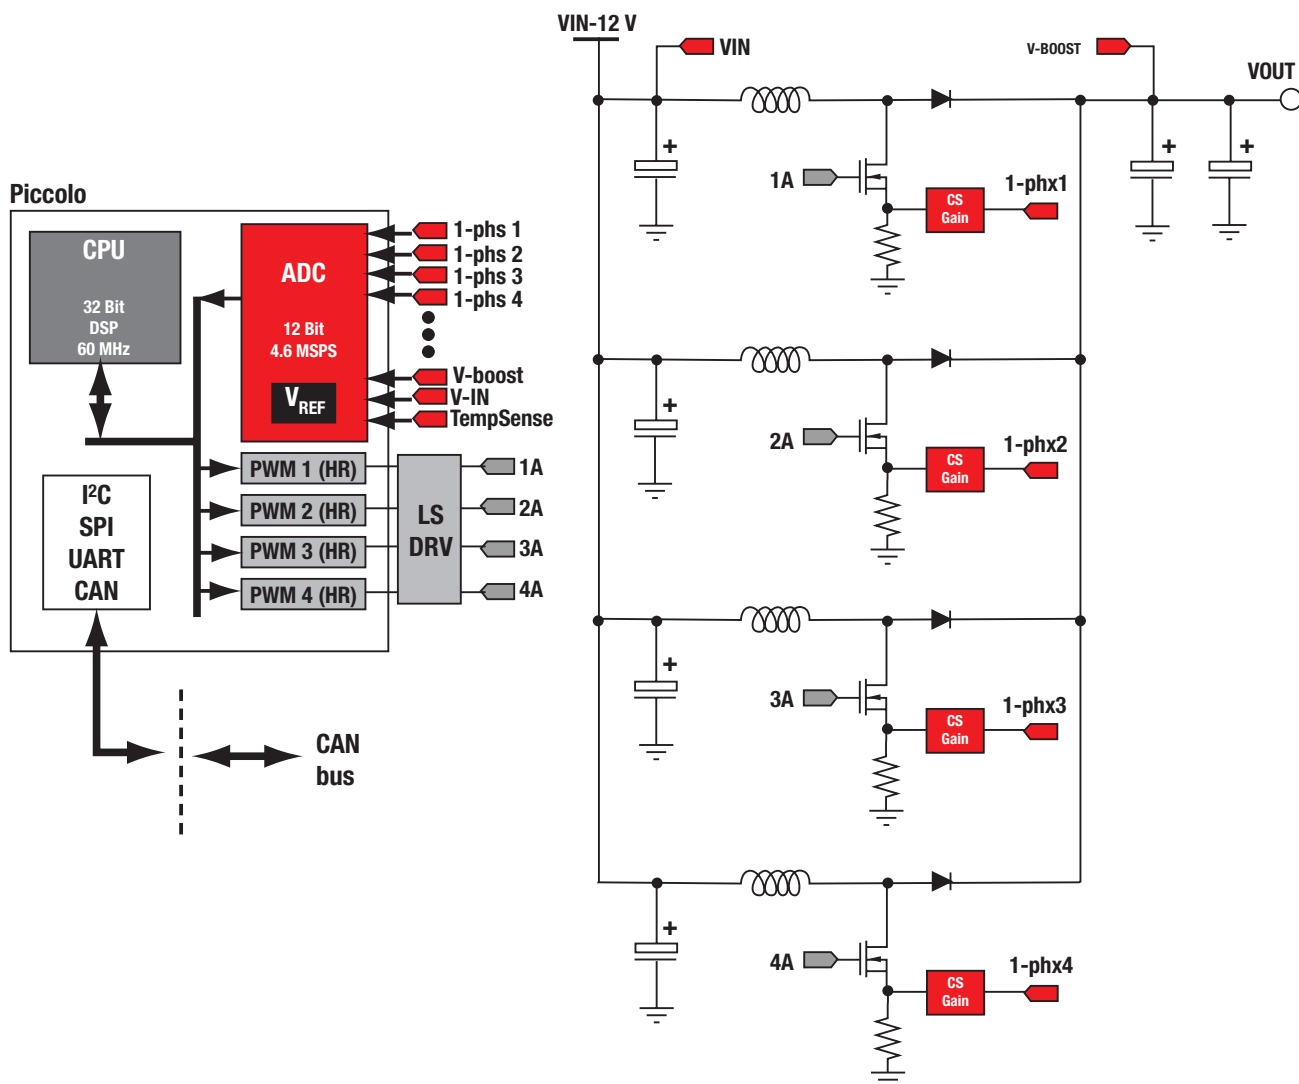 VIN-12 V
VIN
V-BOOST
VOUT
Piccolo
CPU
32 Bit
DSP
60 MHz
ADC
12 Bit
4.6 MSPS
VREF
1-phs 1
1-phs 2
1-phs 3
1-phs 4
V-boost
V-IN
TempSense
PWM 1 (HR)
PWM 2 (HR)
PWM 3 (HR)
PWM 4 (HR)
LS
DRV
1A
2A
3A
4A
I²C
SPI
UART
CAN
CAN
bus
+
+
+
1A
CS
Gain
1-phx1
+
2A
CS
Gain
1-phx2
+
3A
CS
Gain
1-phx3
+
4A
CS
Gain
1-phx4